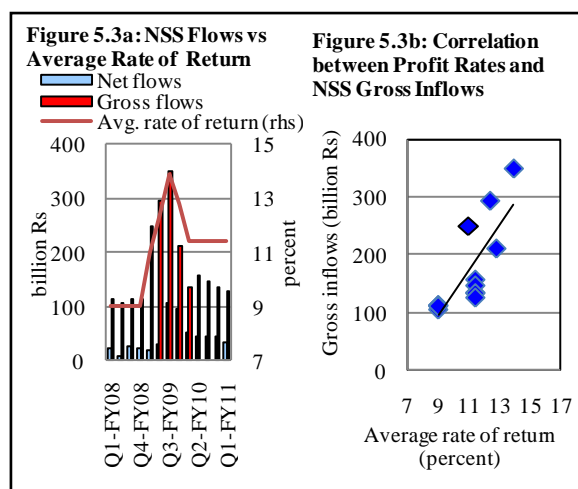 Figure 5.3a: NSS Flows vs
Average Rate of Return
Net flows
Gross flows
Avg. rate of return (rhs)
billion Rs
400
300
200
100
0
15
13
11
9
7
percent
Q1-FY08
Q4-FY08
Q3-FY09
Q2-FY10
Q1-FY11
Figure 5.3b: Correlation
between Profit Rates and
NSS Gross Inflows
Gross inflows (billion Rs)
400
300
200
100
0
7 9 11 13 15 17
Average rate of return
(percent)